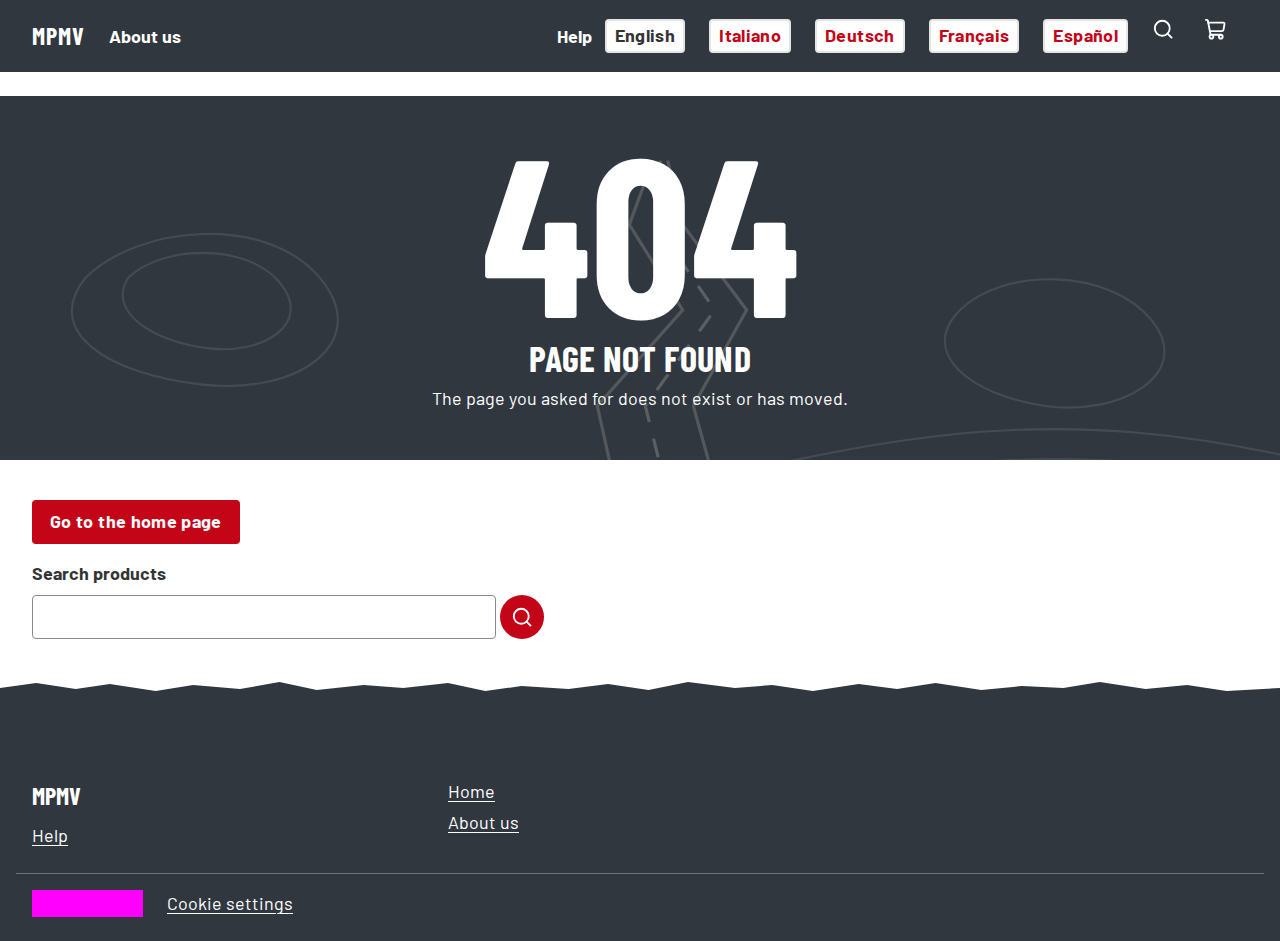 MPMV About us Help English Italiano Deutsch Français Español
404
PAGE NOT FOUND
The page you asked for does not exist or has moved.
Go to the home page
Search products
MPMV
Help
Home
About us
Cookie settings